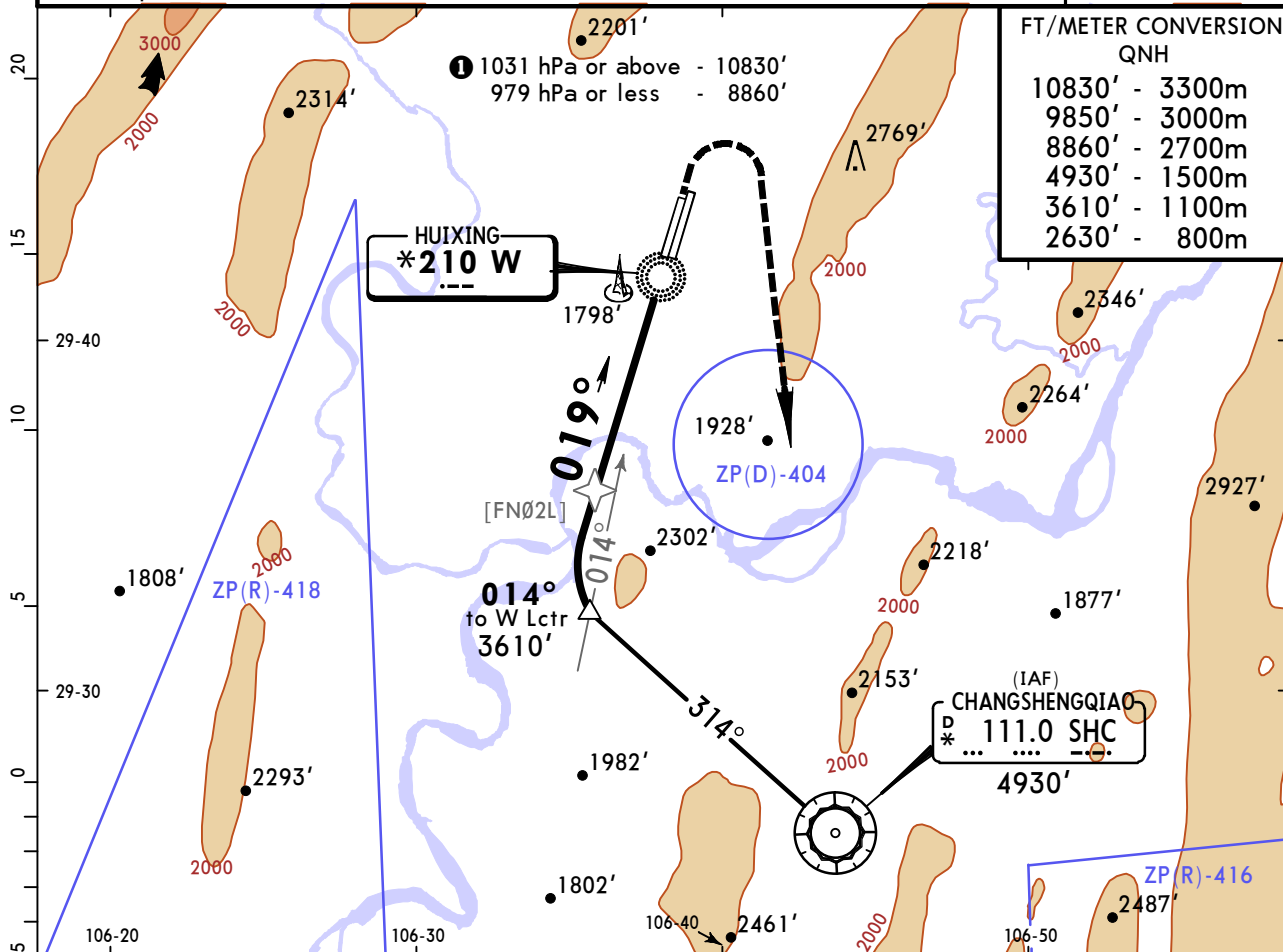 2201'
3000
❶ 1031 hPa or above - 10830'
979 hPa or less - 8860'
FT/METER CONVERSION
QNH
10830' - 3300m
9850' - 3000m
8860' - 2700m
4930' - 1500m
3610' - 1100m
2630' - 800m
20
2314'
2000
2769'
15
HUIXING
*210 W
2000
2000
1798'
2346'
29-40
2000
019°
2264'
10
1928'
2000
ZP(D)-404
2927'
[FNØ2L]
014°
2302'
2218'
2000
1808'
ZP(R)-418
014°
to W Lctr
3610'
5
2000
1877'
29-30
314°
2153'
(IAF)
CHANGSHENGQIAO
D
* 111.0 SHC
4930'
2000
1982'
0
2293'
2000
ZP(R)-416
1802'
2487'
106-20
106-30
106-40
2461'
2000
106-50
5